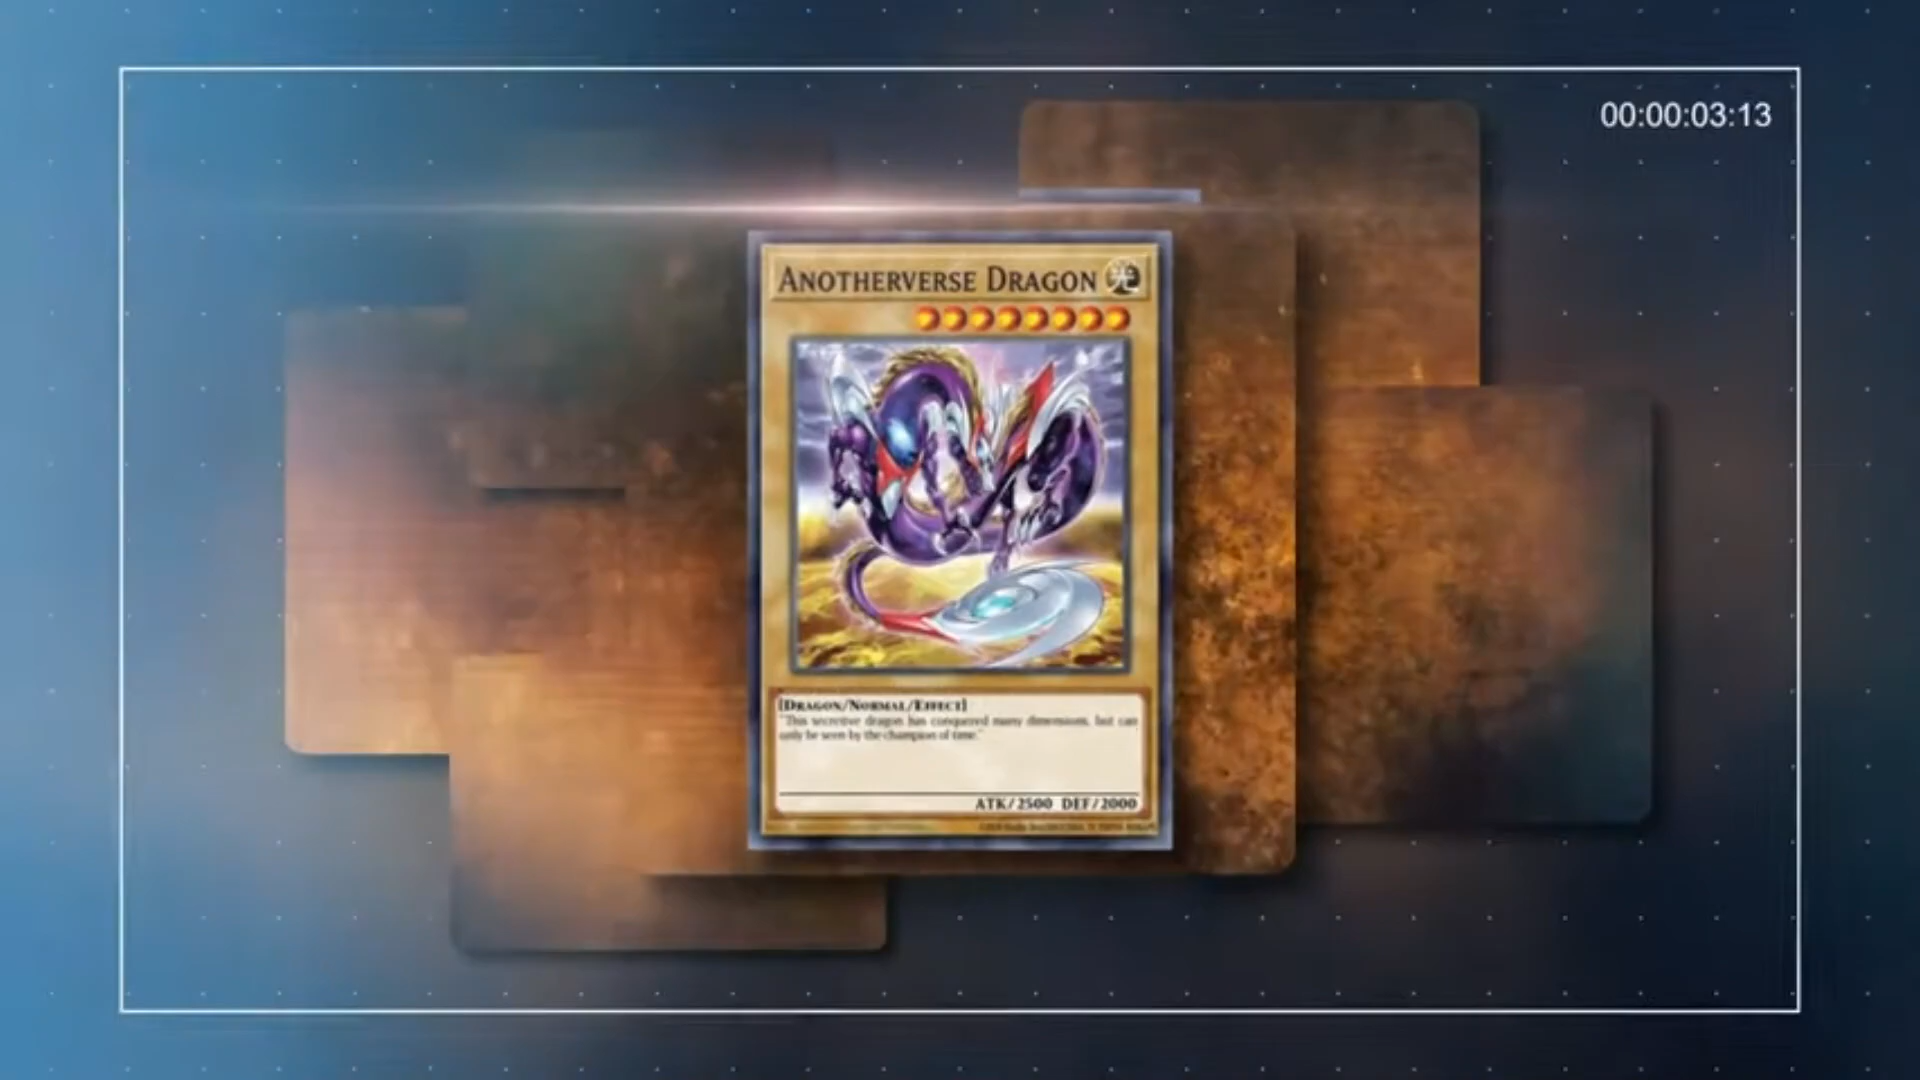 00:00:03:13
ANOTHERVERSE DRAGON 光
[DRAGON/NORMAL/EFFECT]
"This secretive dragon has conquered many dimensions, but can
only be seen by the champion of time."
ATK/2500 DEF/2000